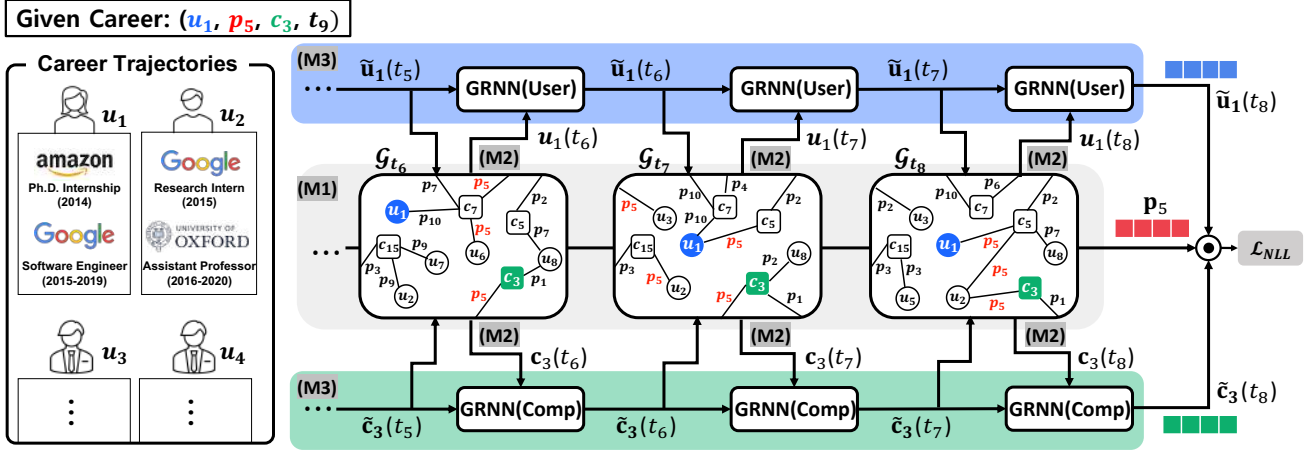 Given Career: (u₁, p₅, c₃, t₉)
Career Trajectories
u₁
u₂
amazon
Ph.D. Internship
(2014)
Google
Software Engineer
(2015-2019)
Google
Research Intern
(2015)
UNIVERSITY OF
OXFORD
Assistant Professor
(2016-2020)
u₃
u₄
⋮
⋮
(M3)
ũ₁(t₅)
GRNN(User)
ũ₁(t₆)
GRNN(User)
ũ₁(t₇)
GRNN(User)
ũ₁(t₈)
u₁(t₆)
u₁(t₇)
u₁(t₈)
(M2)
(M2)
(M2)
(M1)
𝒢t₆
p₇
p₅
p₂
u₁
p₁₀
c₇
c₅
p₅
p₇
c₁₅
p₉
u₇
u₆
u₈
p₃
p₉
c₃
p₁
u₂
p₅
𝒢t₇
p₁₀
p₄
p₂
p₅
u₃
c₇
p₁₀
c₅
c₁₅
u₁
p₅
p₃
p₅
u₈
p₂
u₂
c₃
p₅
p₁
𝒢t₈
p₁₀
p₆
p₂
u₃
c₇
c₅
c₁₅
u₁
p₅
p₇
p₃
p₃
p₅
u₈
u₅
u₂
c₃
p₅
p₁
p₅
ℒNLL
(M2)
(M2)
(M2)
c₃(t₆)
c₃(t₇)
c₃(t₈)
(M3)
c̃₃(t₅)
GRNN(Comp)
c̃₃(t₆)
GRNN(Comp)
c̃₃(t₇)
GRNN(Comp)
c̃₃(t₈)